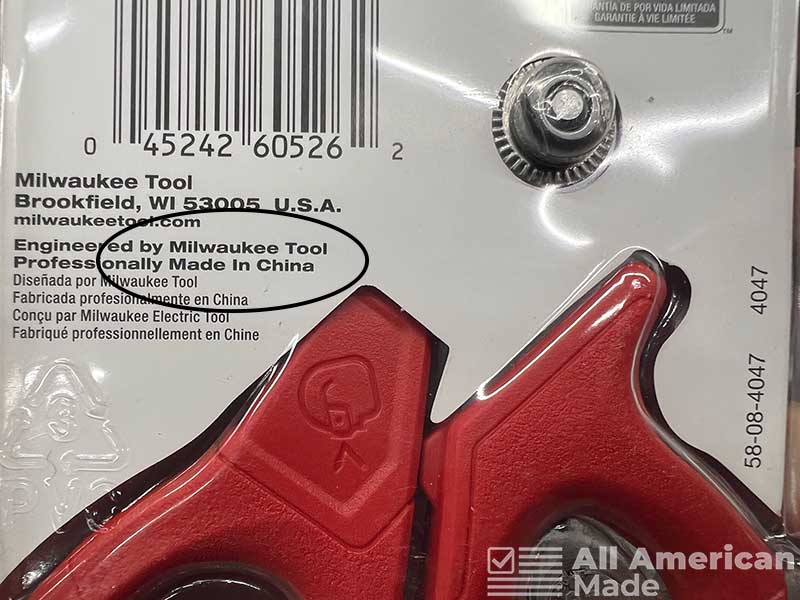 ANTÍA DE POR VIDA LIMITADA
GARANTIE À VIE LIMITÉE
TM
0 45242 60526 2
Milwaukee Tool
Brookfield, WI 53005 U.S.A.
milwaukeetool.com
Engineered by Milwaukee Tool
Professionally Made In China
Diseñada por Milwaukee Tool
Fabricada profesionalmente en China
Conçu par Milwaukee Electric Tool
Fabriqué professionnellement en Chine
58-08-4047 4047
All American
Made